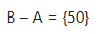 B – A = {50}